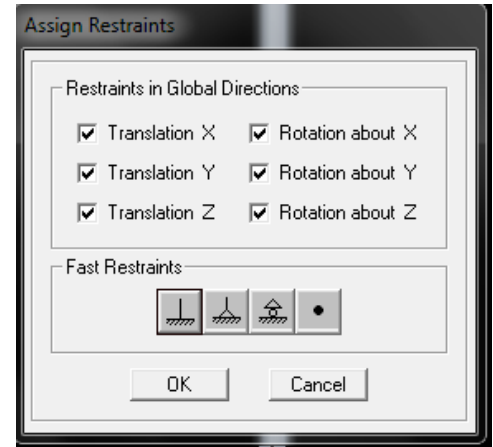 Assign Restraints
Restraints in Global Directions
Translation X Rotation about X
Translation Y Rotation about Y
Translation Z Rotation about Z
Fast Restraints
OK Cancel